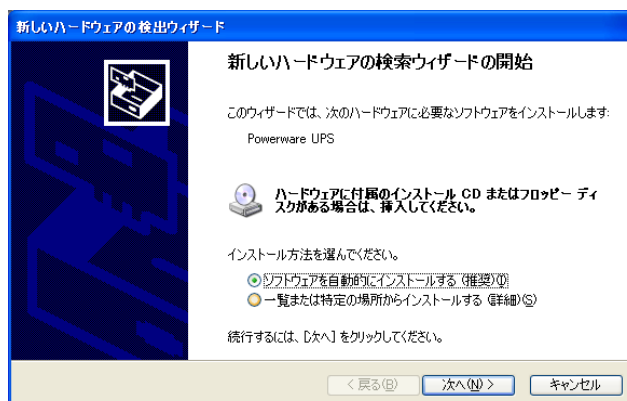 新しいハードウェアの検出ウィザード
新しいハードウェアの検索ウィザードの開始
このウィザードでは、次のハードウェアに必要なソフトウェアをインストールします:
Powerware UPS
ハードウェアに付属のインストール CD またはフロッピー ディ
スクがある場合は、挿入してください。
インストール方法を選んでください。
ソフトウェアを自動的にインストールする (推奨)(I)
一覧または特定の場所からインストールする (詳細)(S)
続行するには、[次へ] をクリックしてください。
< 戻る(B)
次へ(N) >
キャンセル